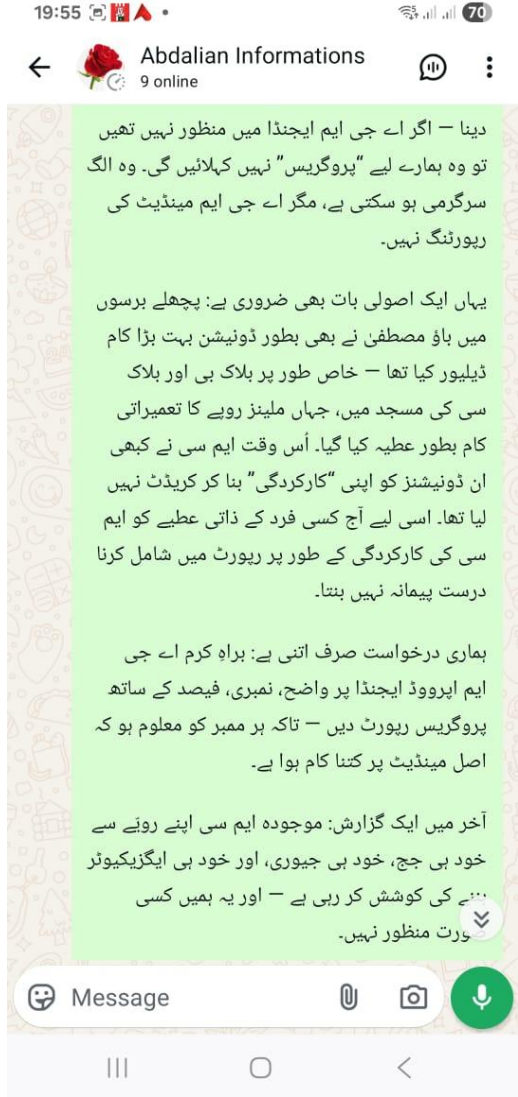 19:55
70
Abdalian Informations
9 online
دینا – اگر اے جی ایم ایجنڈا میں منظور نہیں تھیں
تو وہ ہمارے لیے “پروگریس” نہیں کہلائیں گی۔ وہ الگ
سرگرمی ہو سکتی ہے، مگر اے جی ایم مینڈیٹ کی
رپورٹنگ نہیں۔
یہاں ایک اصولی بات بھی ضروری ہے: پچھلے برسوں
میں باؤ مصطفیٰ نے بھی بطور ڈونیشن بہت بڑا کام
ڈیلیور کیا تھا – خاص طور پر بلاک بی اور بلاک
سی کی مسجد میں، جہاں ملینز روپے کا تعمیراتی
کام بطور عطیہ کیا گیا۔ اُس وقت ایم سی نے کبھی
ان ڈونیشنز کو اپنی “کارکردگی” بنا کر کریڈٹ نہیں
لیا تھا۔ اسی لیے آج کسی فرد کے ذاتی عطیے کو ایم
سی کی کارکردگی کے طور پر رپورٹ میں شامل کرنا
درست پیمانہ نہیں بنتا۔
ہماری درخواست صرف اتنی ہے: براہِ کرم اے جی
ایم اپرووڈ ایجنڈا پر واضح، نمبری، فیصد کے ساتھ
پروگریس رپورٹ دیں – تاکہ ہر ممبر کو معلوم ہو کہ
اصل مینڈیٹ پر کتنا کام ہوا ہے۔
آخر میں ایک گزارش: موجودہ ایم سی اپنے رویّے سے
خود ہی جج، خود ہی جیوری، اور خود ہی ایگزیکیوٹر
بننے کی کوشش کر رہی ہے – اور یہ ہمیں کسی
صورت منظور نہیں۔
Message